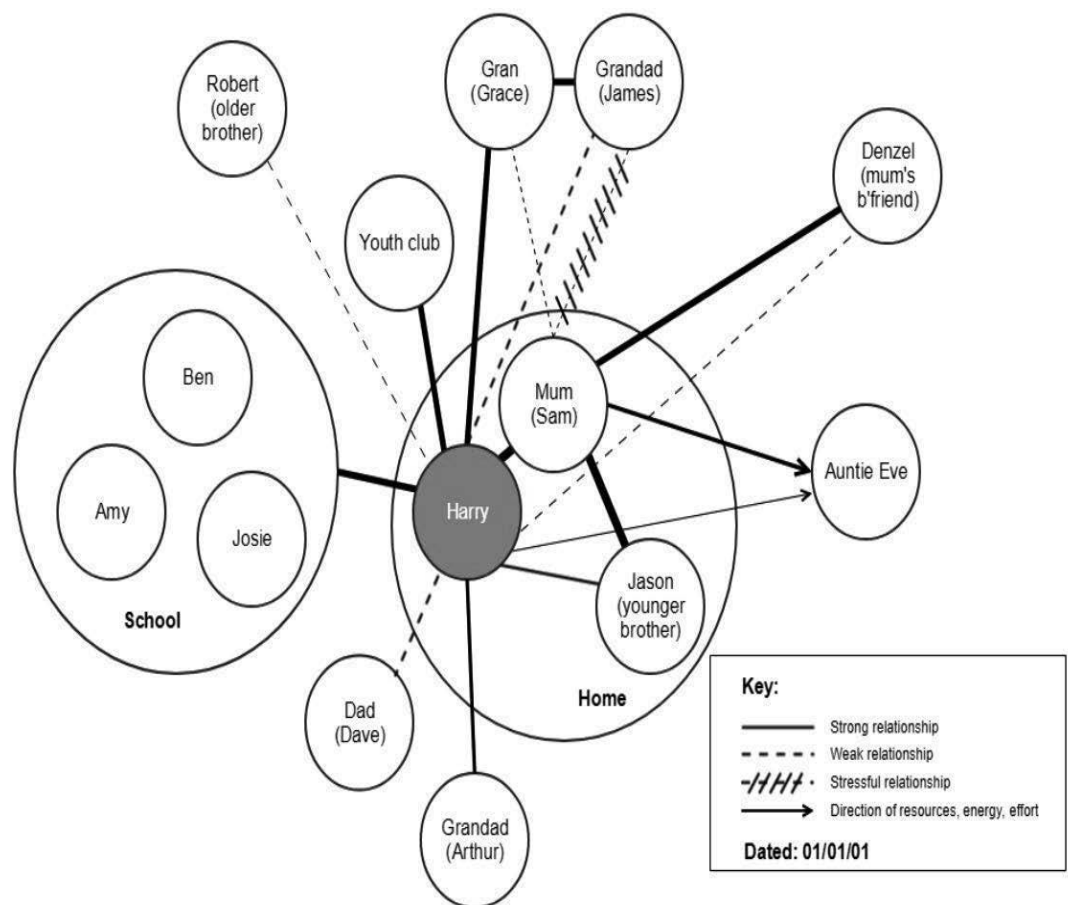 Robert
(older
brother)
Gran
(Grace)
Grandad
(James)
Denzel
(mum's
b'friend)
Youth club
Ben
Amy
Josie
School
Mum
(Sam)
Harry
Auntie Eve
Jason
(younger
brother)
Home
Dad
(Dave)
Grandad
(Arthur)
Key:
Strong relationship
Weak relationship
Stressful relationship
Direction of resources, energy, effort
Dated: 01/01/01